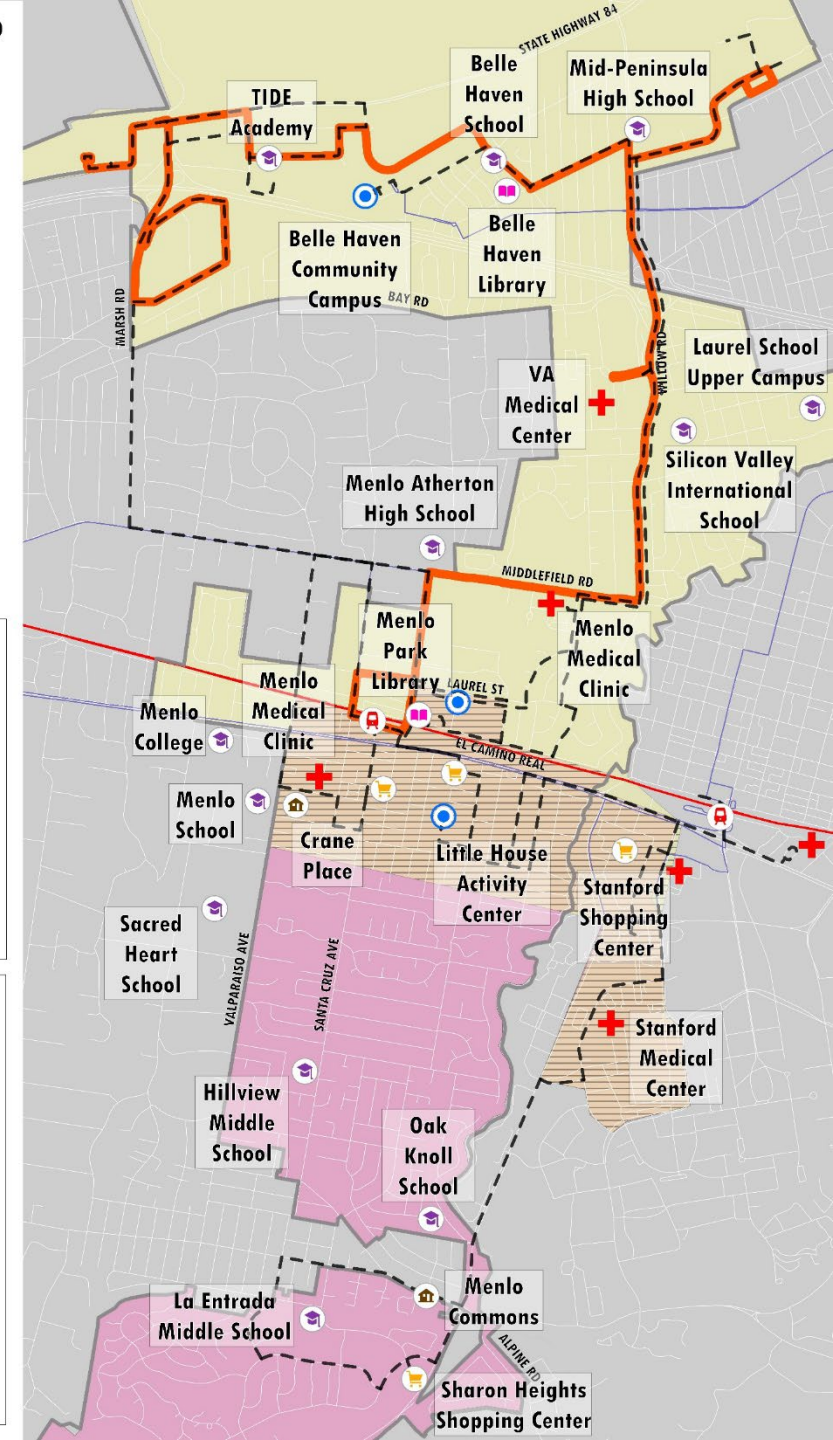 STATE HIGHWAY 84
Belle
Haven
School
Mid-Peninsula
High School
TIDE
Academy
Belle Haven
Community
Campus
BAY RD
Belle
Haven
Library
MARSH RD
WILLOW RD
VA
Medical
Center
Laurel School
Upper Campus
Silicon Valley
International
School
Menlo Atherton
High School
MIDDLEFIELD RD
Menlo
Park
Library
Menlo
Medical
Clinic
LAUREL ST
Menlo
Medical
Clinic
Menlo
College
EL CAMINO REAL
Menlo
School
Crane
Place
Little House
Activity
Center
Stanford
Shopping
Center
Sacred
Heart
School
VALPARAISO AVE
SANTA CRUZ AVE
Stanford
Medical
Center
Hillview
Middle
School
Oak
Knoll
School
La Entrada
Middle School
Menlo
Commons
ALPINE RD
Sharon Heights
Shopping Center